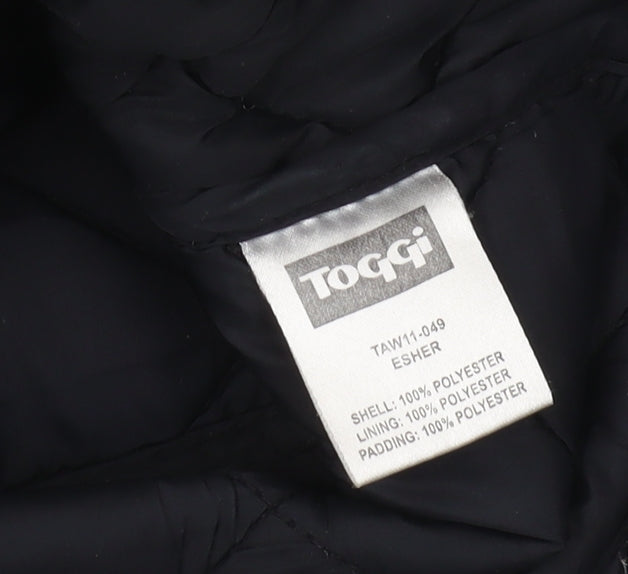 TOGGi
TAW11-049
ESHER
SHELL: 100% POLYESTER
LINING: 100% POLYESTER
PADDING: 100% POLYESTER